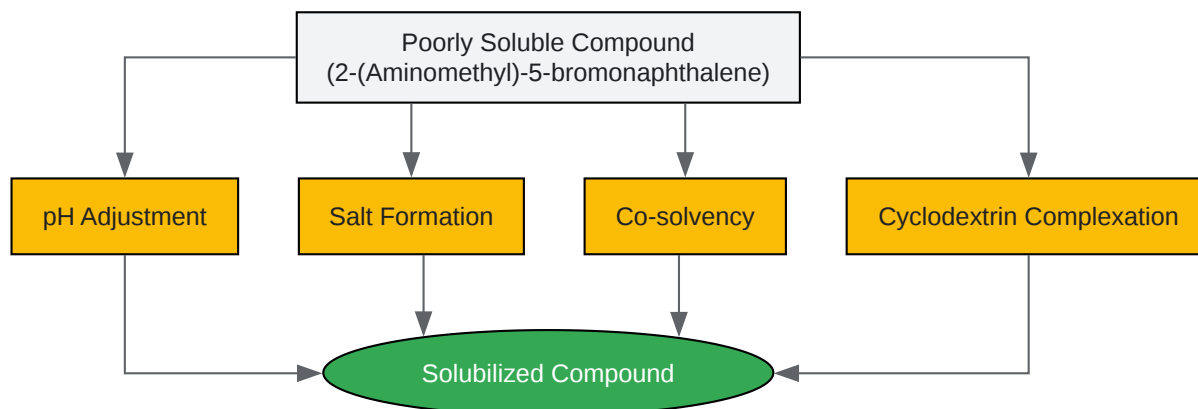 Poorly Soluble Compound
(2-(Aminomethyl)-5-bromonaphthalene)
pH Adjustment
Salt Formation
Co-solvency
Cyclodextrin Complexation
Solubilized Compound